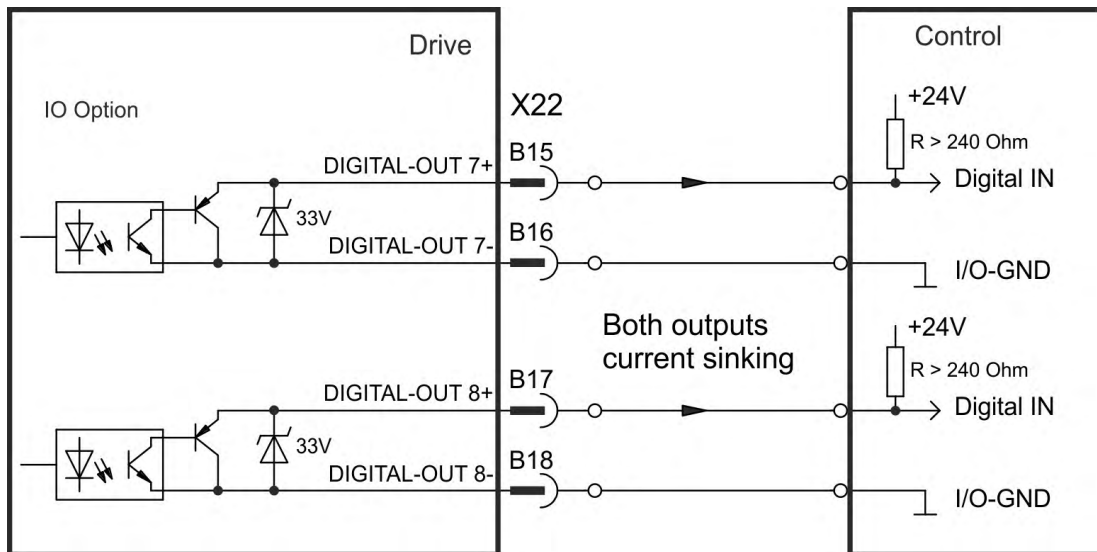 Drive
Control
IO Option
X22
+24V
R > 240 Ohm
DIGITAL-OUT 7+
B15
Digital IN
33V
DIGITAL-OUT 7-
B16
I/O-GND
Both outputs
current sinking
+24V
R > 240 Ohm
DIGITAL-OUT 8+
B17
Digital IN
33V
DIGITAL-OUT 8-
B18
I/O-GND